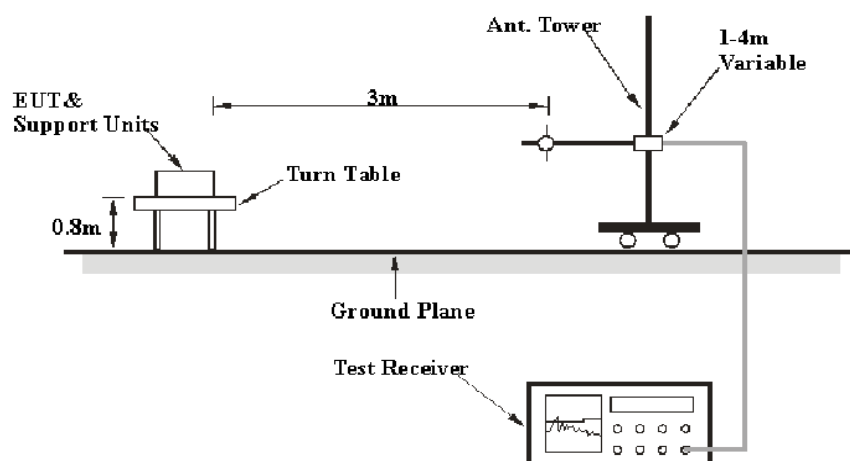 Ant. Tower
1-4m
Variable
3m
EUT&
Support Units
Turn Table
0.8m
Ground Plane
Test Receiver